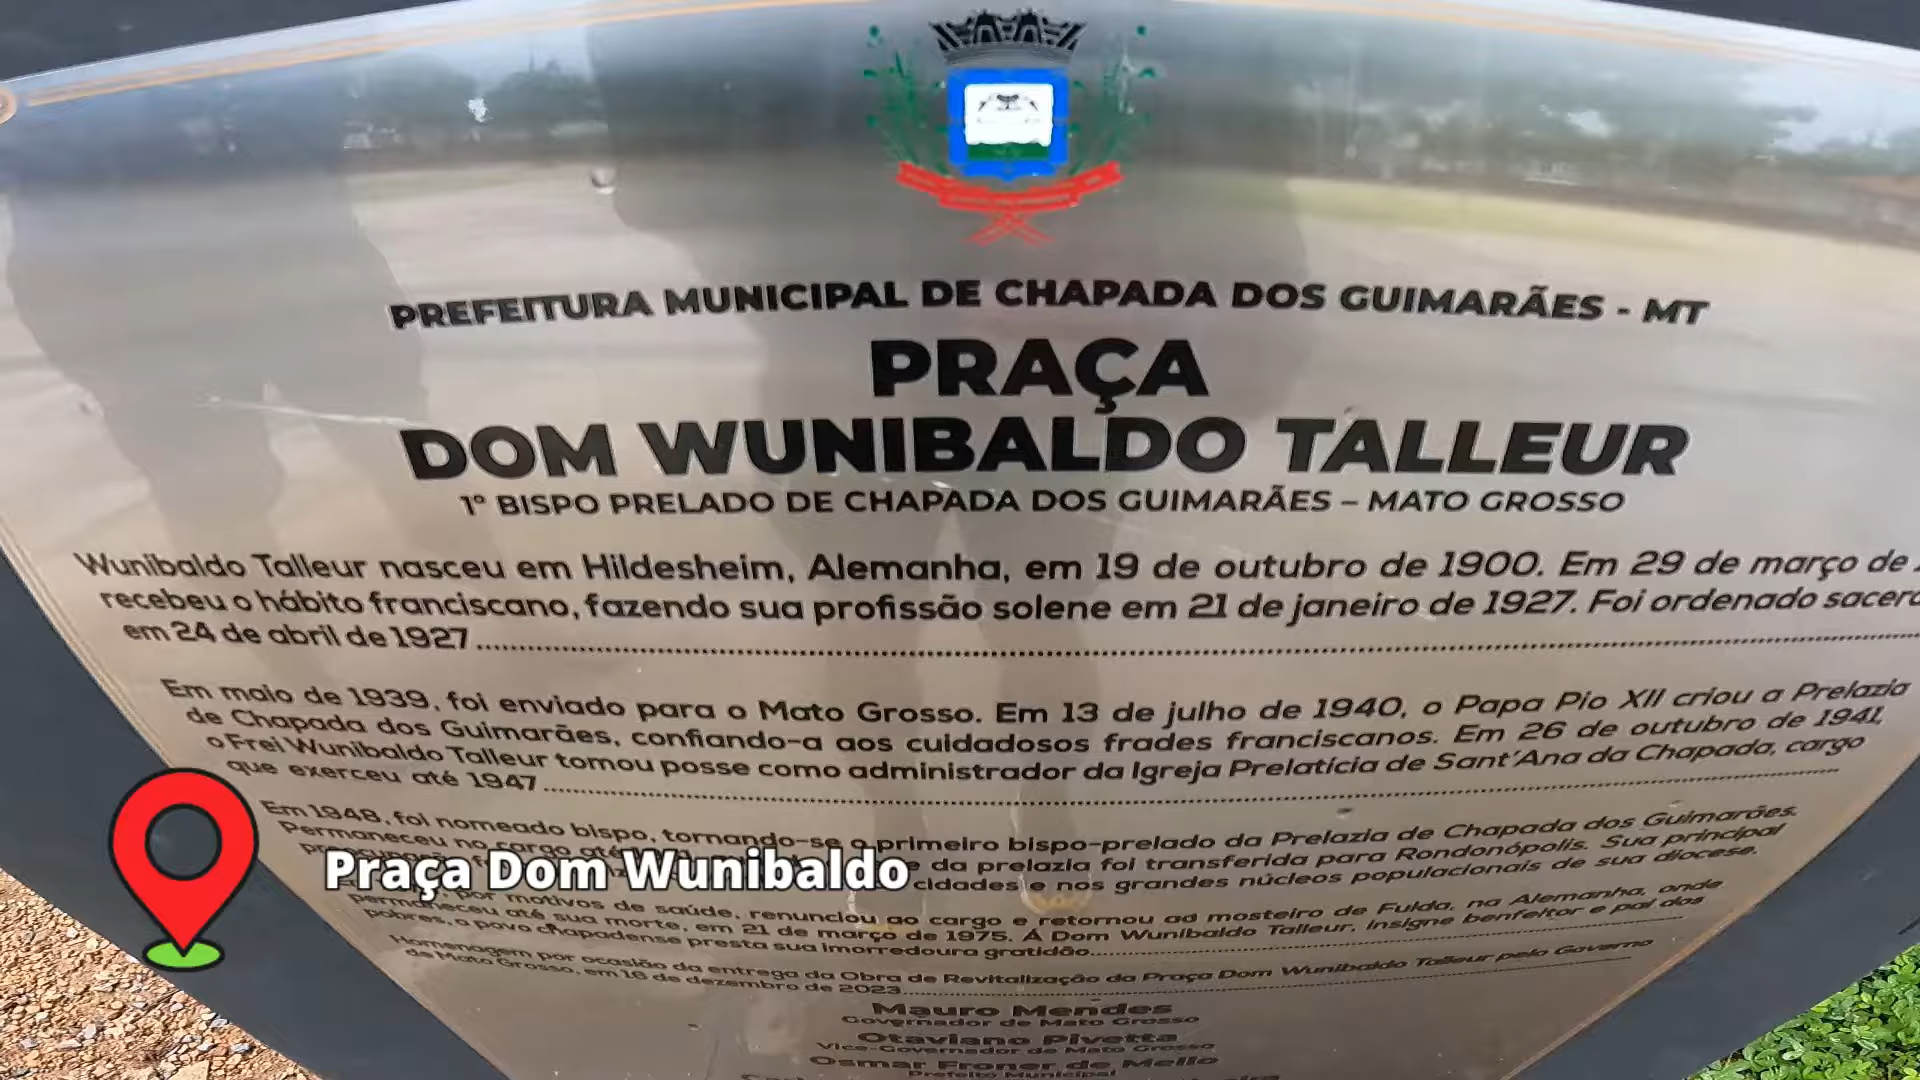 PREFEITURA MUNICIPAL DE CHAPADA DOS GUIMARÃES - MT
PRAÇA
DOM WUNIBALDO TALLEUR
1º BISPO PRELADO DE CHAPADA DOS GUIMARÃES – MATO GROSSO
Wunibaldo Talleur nasceu em Hildesheim, Alemanha, em 19 de outubro de 1900. Em 29 de março de
recebeu o hábito franciscano, fazendo sua profissão solene em 21 de janeiro de 1927. Foi ordenado
em 24 de abril de 1927
Em maio de 1939, foi enviado para o Mato Grosso. Em 13 de julho de 1940, o Papa Pio XII criou a Prelazia
de Chapada dos Guimarães, confiando-a aos cuidadosos frades franciscanos. Em 26 de outubro de 1941,
o Frei Wunibaldo Talleur tomou posse como administrador da Igreja Prelatícia de Sant'Ana da Chapada, cargo
que exerceu até 1947
Em 1948, foi nomeado bispo, tornando-se o primeiro bispo-prelado da Prelazia de Chapada dos Guimarães.
Permaneceu no cargo até da prelazia foi transferida para Rondonópolis. Sua principal
cidades e nos grandes núcleos populacionais de sua diocese.
por motivos de saúde, renunciou ao cargo e retornou ao mosteiro de Fulda, na Alemanha, onde
permaneceu até sua morte, em 21 de março de 1975. A Dom Wunibaldo Talleur, insigne benfeitor e pai dos
pobres, o povo chapadense presta sua imorredoura gratidão
Homenagem por ocasião da entrega da Obra de Revitalização da Praça Dom Wunibaldo Talleur pelo Governo
de Mato Grosso, em 16 de dezembro de 2023
Mauro Mendes
Governador de Mato Grosso
Otaviano Pivetta
Vice-Governador de Mato Grosso
Osmar Froner de Mello
Prefeito Municipal
Praça Dom Wunibaldo